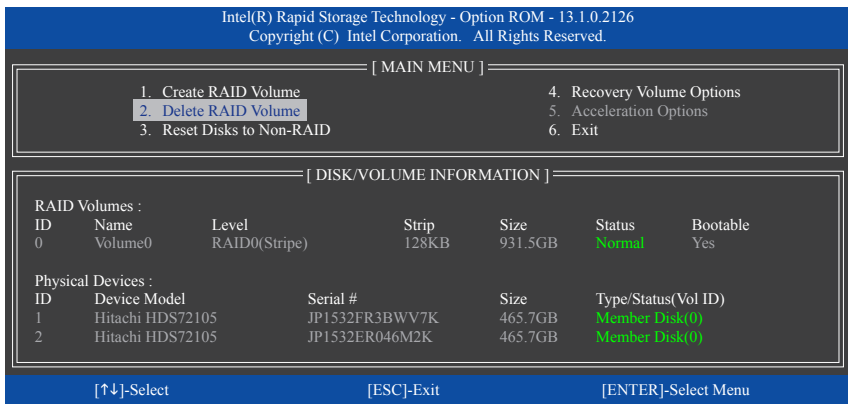 Intel(R) Rapid Storage Technology - Option ROM - 13.1.0.2126
Copyright (C) Intel Corporation. All Rights Reserved.
[ MAIN MENU ]
1. Create RAID Volume 4. Recovery Volume Options
2. Delete RAID Volume 5. Acceleration Options
3. Reset Disks to Non-RAID 6. Exit
[ DISK/VOLUME INFORMATION ]
RAID Volumes :
ID Name Level Strip Size Status Bootable
0 Volume0 RAID0(Stripe) 128KB 931.5GB Normal Yes
Physical Devices :
ID Device Model Serial # Size Type/Status(Vol ID)
1 Hitachi HDS72105 JP1532FR3BWV7K 465.7GB Member Disk(0)
2 Hitachi HDS72105 JP1532ER046M2K 465.7GB Member Disk(0)
[↑↓]-Select [ESC]-Exit [ENTER]-Select Menu